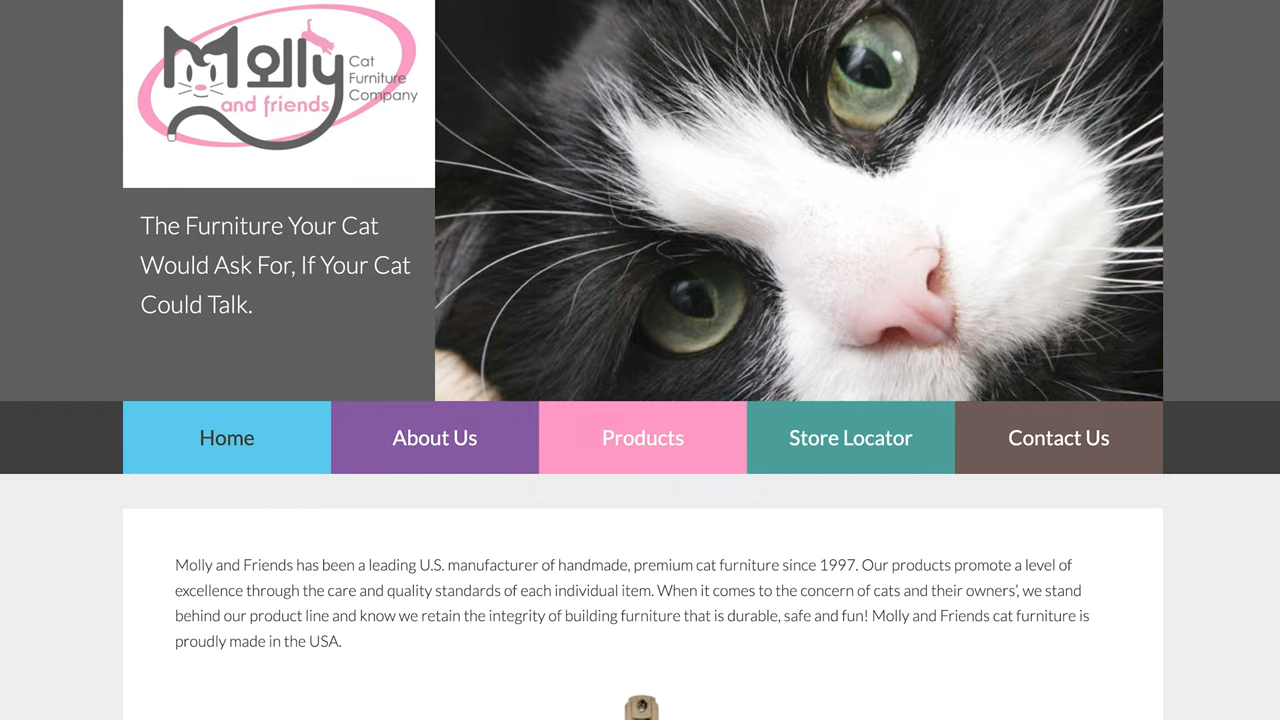 Molly
and friends
Cat
Furniture
Company
The Furniture Your Cat
Would Ask For, If Your Cat
Could Talk.
Home
About Us
Products
Store Locator
Contact Us
Molly and Friends has been a leading U.S. manufacturer of handmade, premium cat furniture since 1997. Our products promote a level of
excellence through the care and quality standards of each individual item. When it comes to the concern of cats and their owners’, we stand
behind our product line and know we retain the integrity of building furniture that is durable, safe and fun! Molly and Friends cat furniture is
proudly made in the USA.